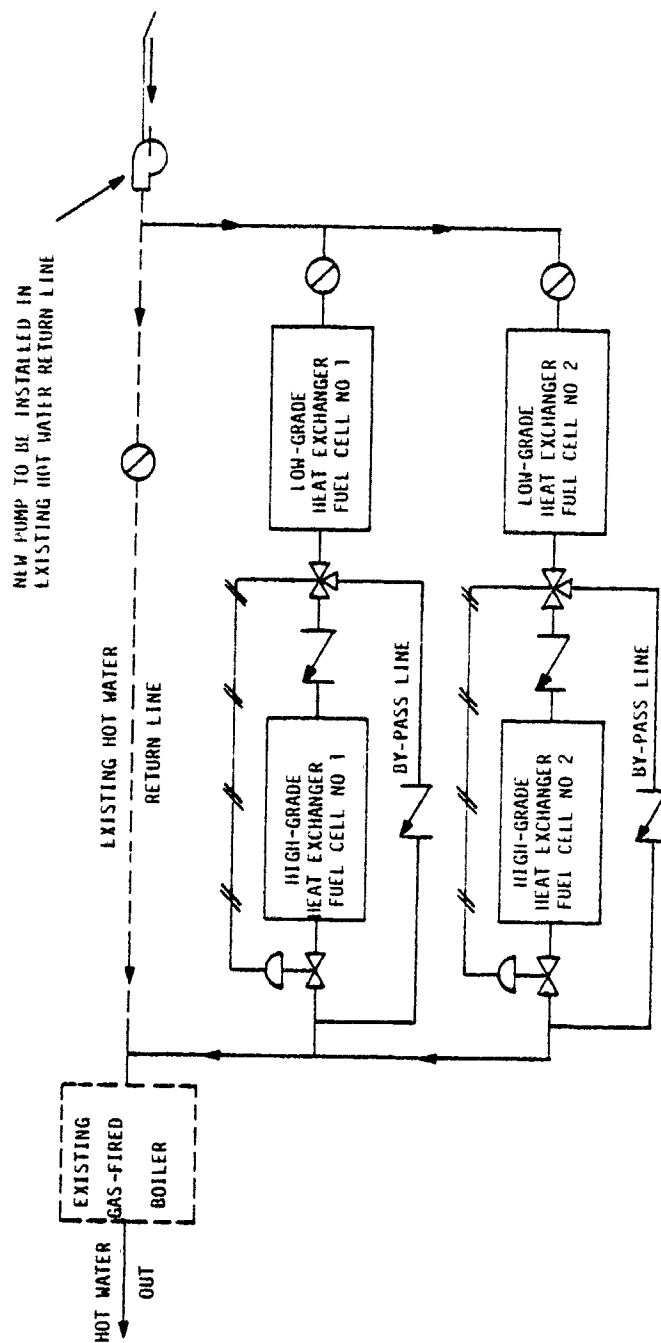 NEW PUMP TO BE INSTALLED IN
EXISTING HOT WATER RETURN LINE
EXISTING HOT WATER
RETURN LINE
LOW-GRADE
HEAT EXCHANGER
FUEL CELL NO 1
HIGH-GRADE
HEAT EXCHANGER
FUEL CELL NO 1
BY-PASS LINE
LOW-GRADE
HEAT EXCHANGER
FUEL CELL NO 2
HIGH-GRADE
HEAT EXCHANGER
FUEL CELL NO 2
BY-PASS LINE
EXISTING
GAS-FIRED
BOILER
HOT WATER
OUT